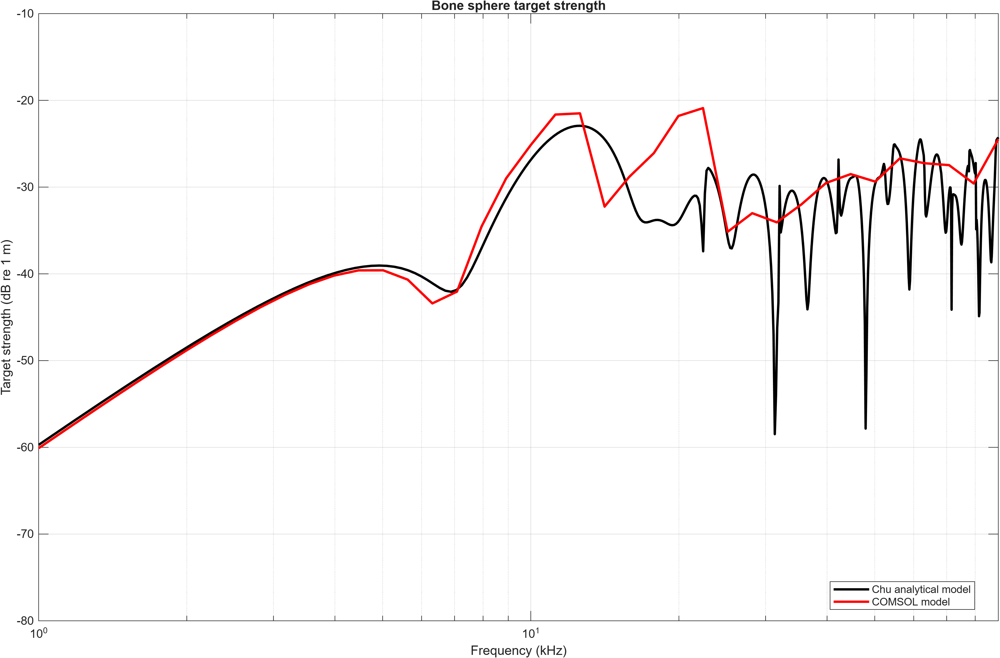 Bone sphere target strength
-10
-20
-30
-40
-50
-60
-70
-80
Target strength (dB re 1 m)
10⁰
10¹
Frequency (kHz)
Chu analytical model
COMSOL model